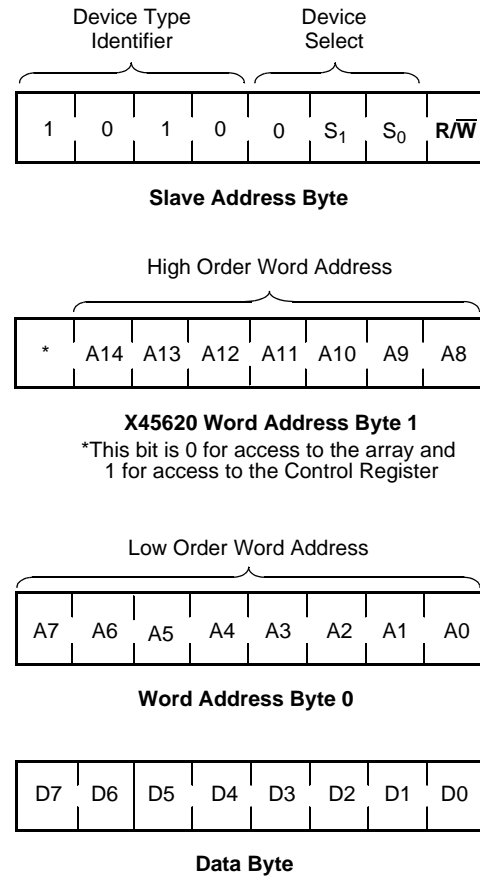 Device Type Device
Identifier Select
1 0 1 0 0 S1 S0 R/W̅
Slave Address Byte
High Order Word Address
* A14 A13 A12 A11 A10 A9 A8
X45620 Word Address Byte 1
*This bit is 0 for access to the array and
1 for access to the Control Register
Low Order Word Address
A7 A6 A5 A4 A3 A2 A1 A0
Word Address Byte 0
D7 D6 D5 D4 D3 D2 D1 D0
Data Byte